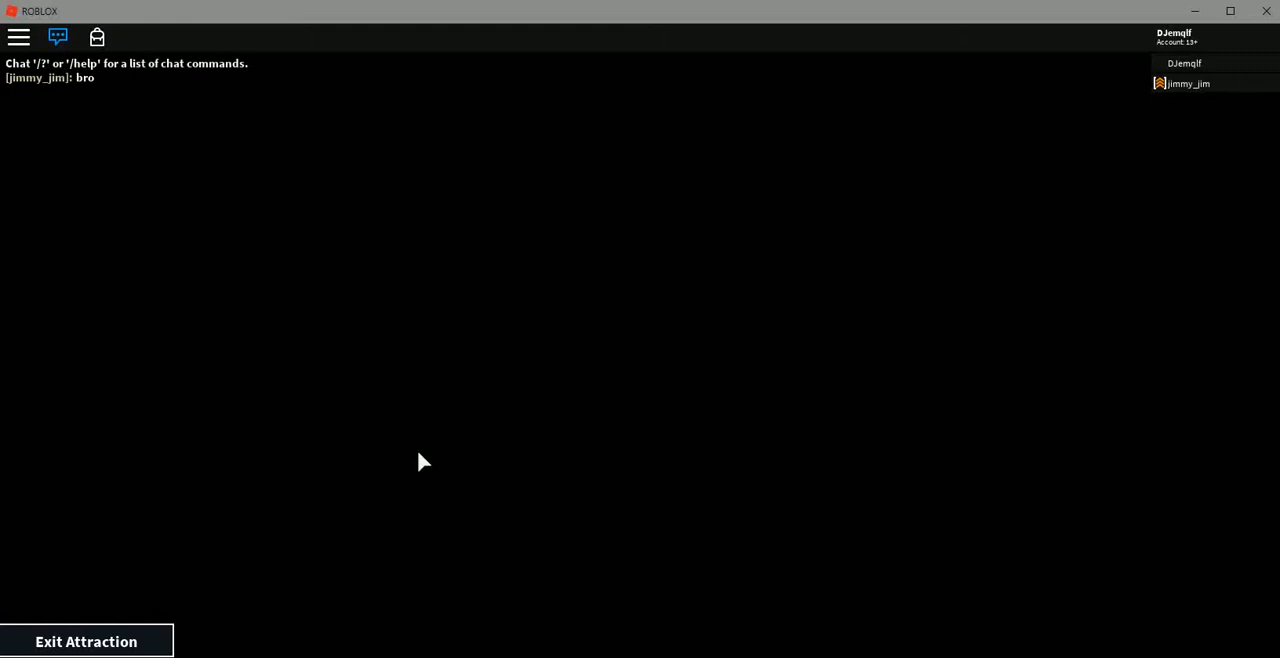 ROBLOX
DJemqlf
Account: 13+
Chat '/?' or '/help' for a list of chat commands.
[jimmy_jim]: bro
DJemqlf
jimmy_jim
Exit Attraction